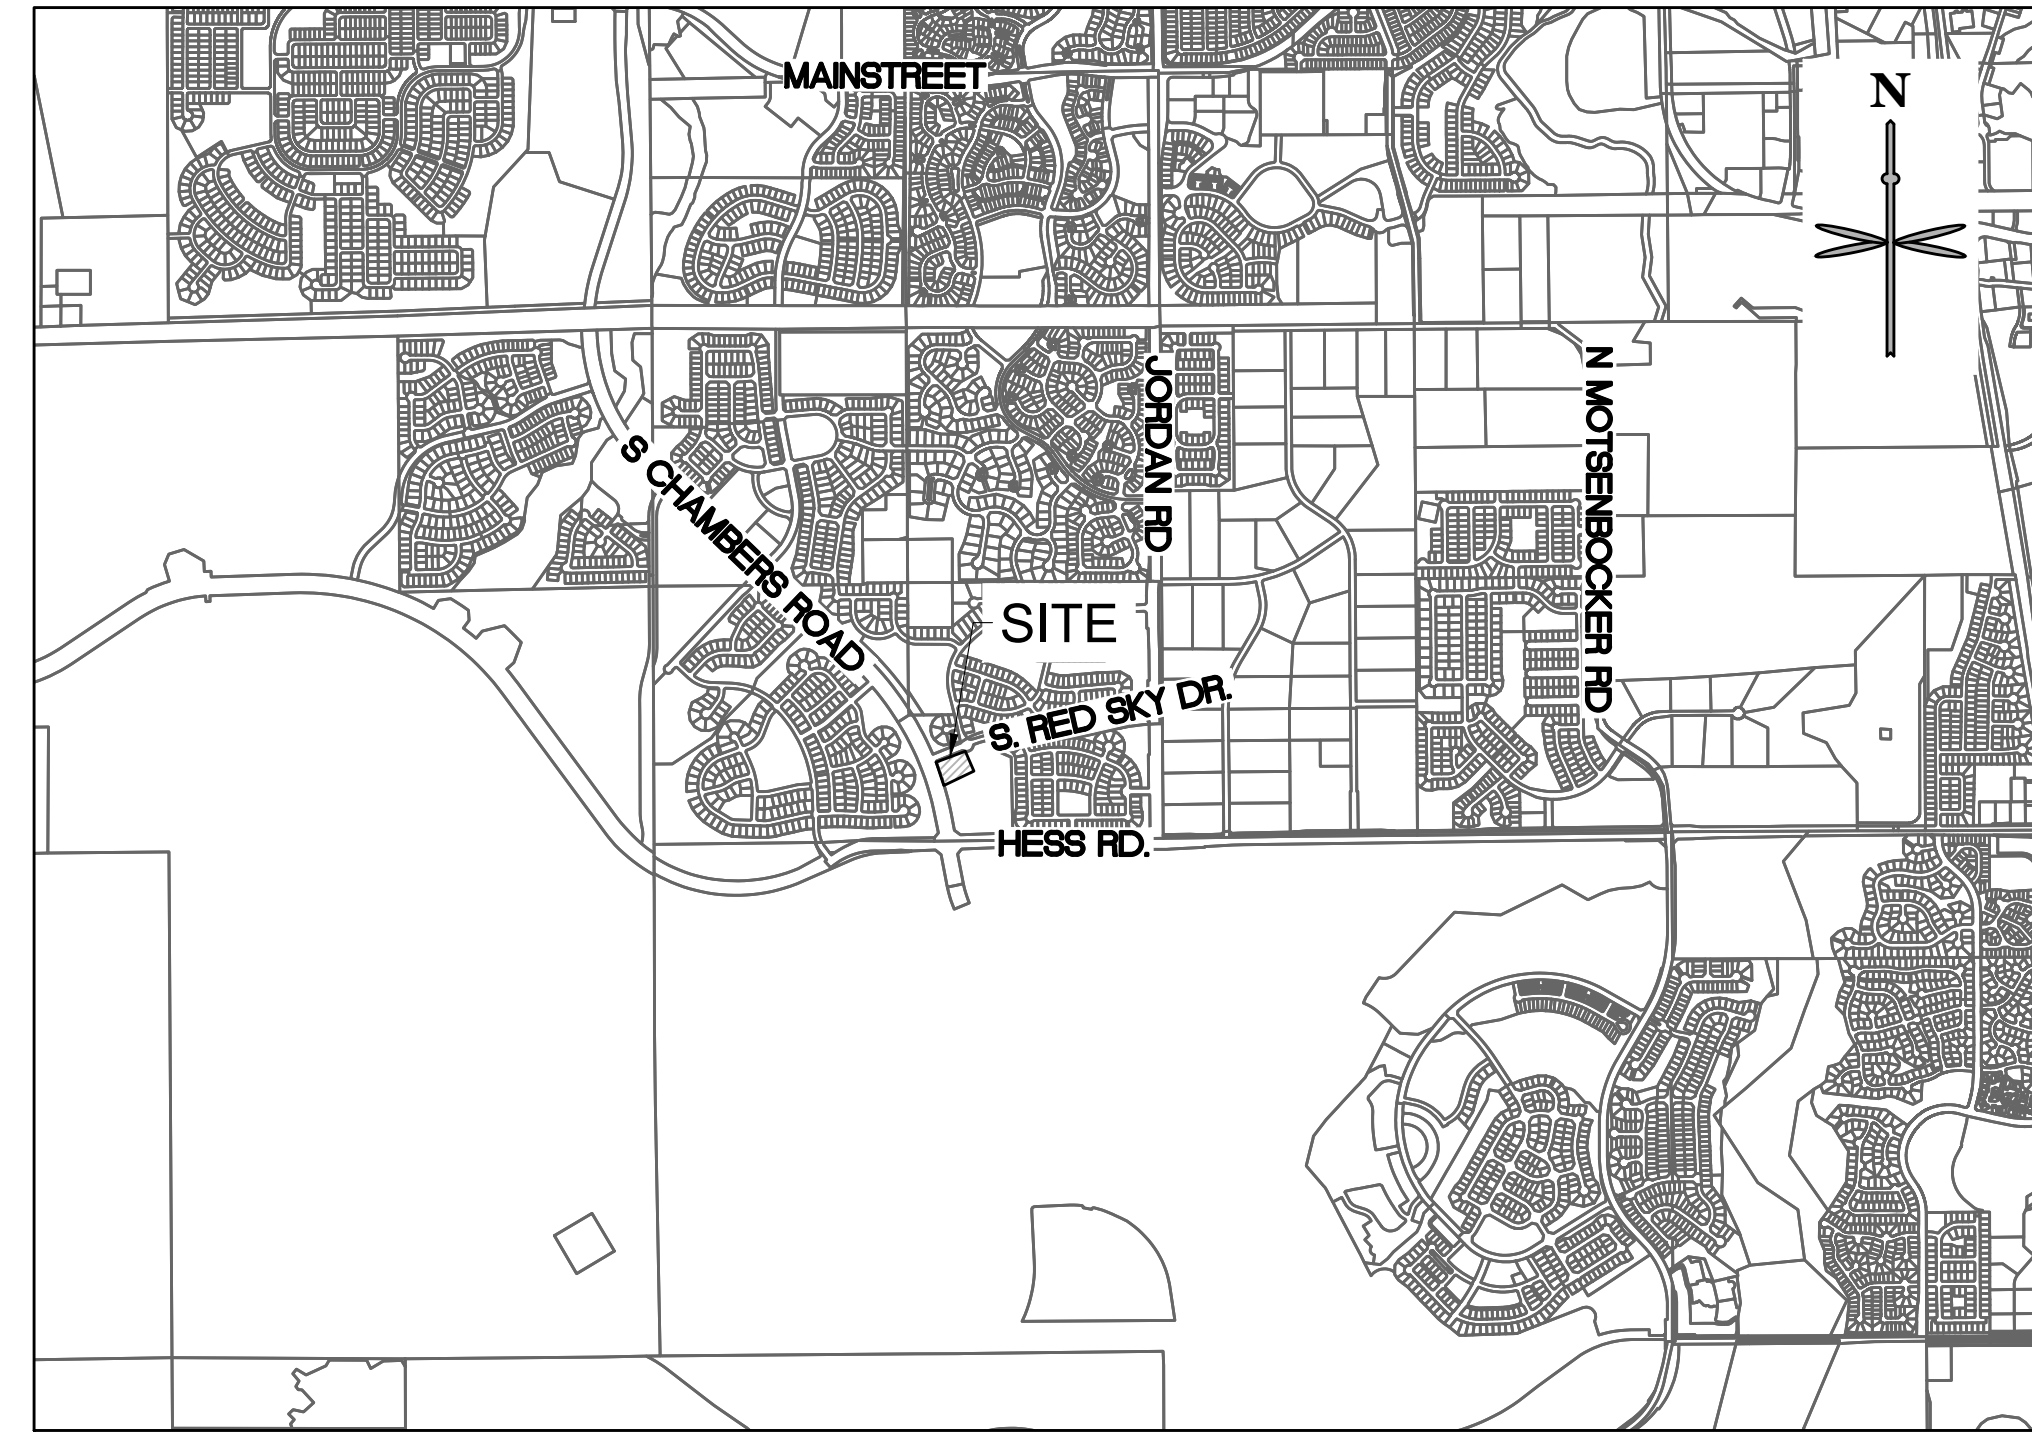 MAINSTREET
N
JORDAN RD
N MOTSENBOCKER RD
S CHAMBERS ROAD
SITE
S. RED SKY DR.
HESS RD.